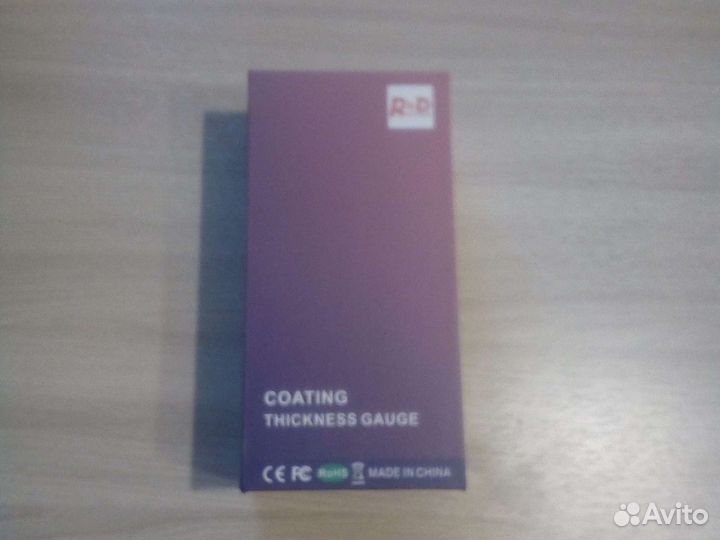 R&D
COATING
THICKNESS GAUGE
CE FC RoHS MADE IN CHINA
Avito